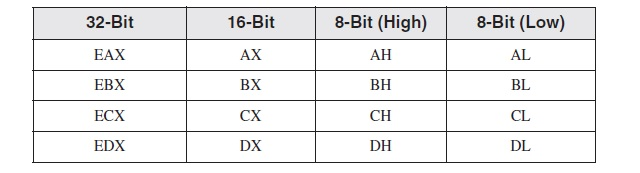 32-Bit 16-Bit 8-Bit (High) 8-Bit (Low)
EAX AX AH AL
EBX BX BH BL
ECX CX CH CL
EDX DX DH DL